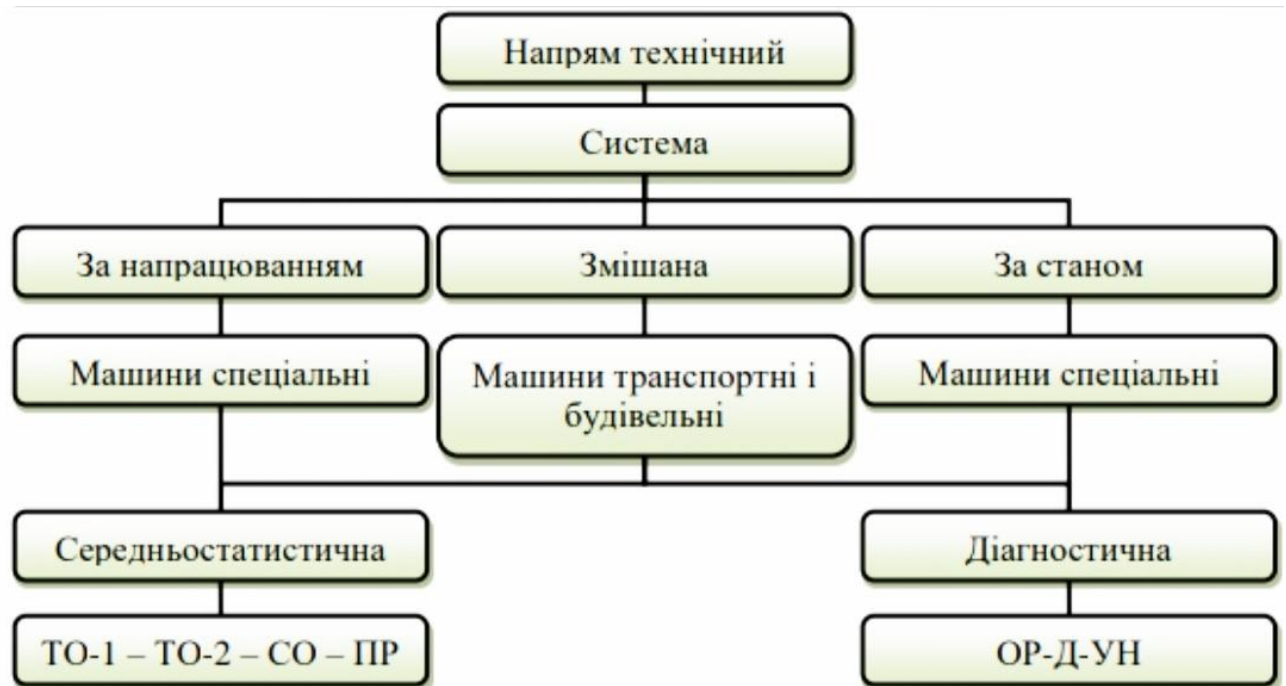 Напрям технічний
Система
За напрацюванням
Змішана
За станом
Машини спеціальні
Машини транспортні і
будівельні
Машини спеціальні
Середньостатистична
Діагностична
ТО-1 – ТО-2 – СО – ПР
ОР-Д-УН